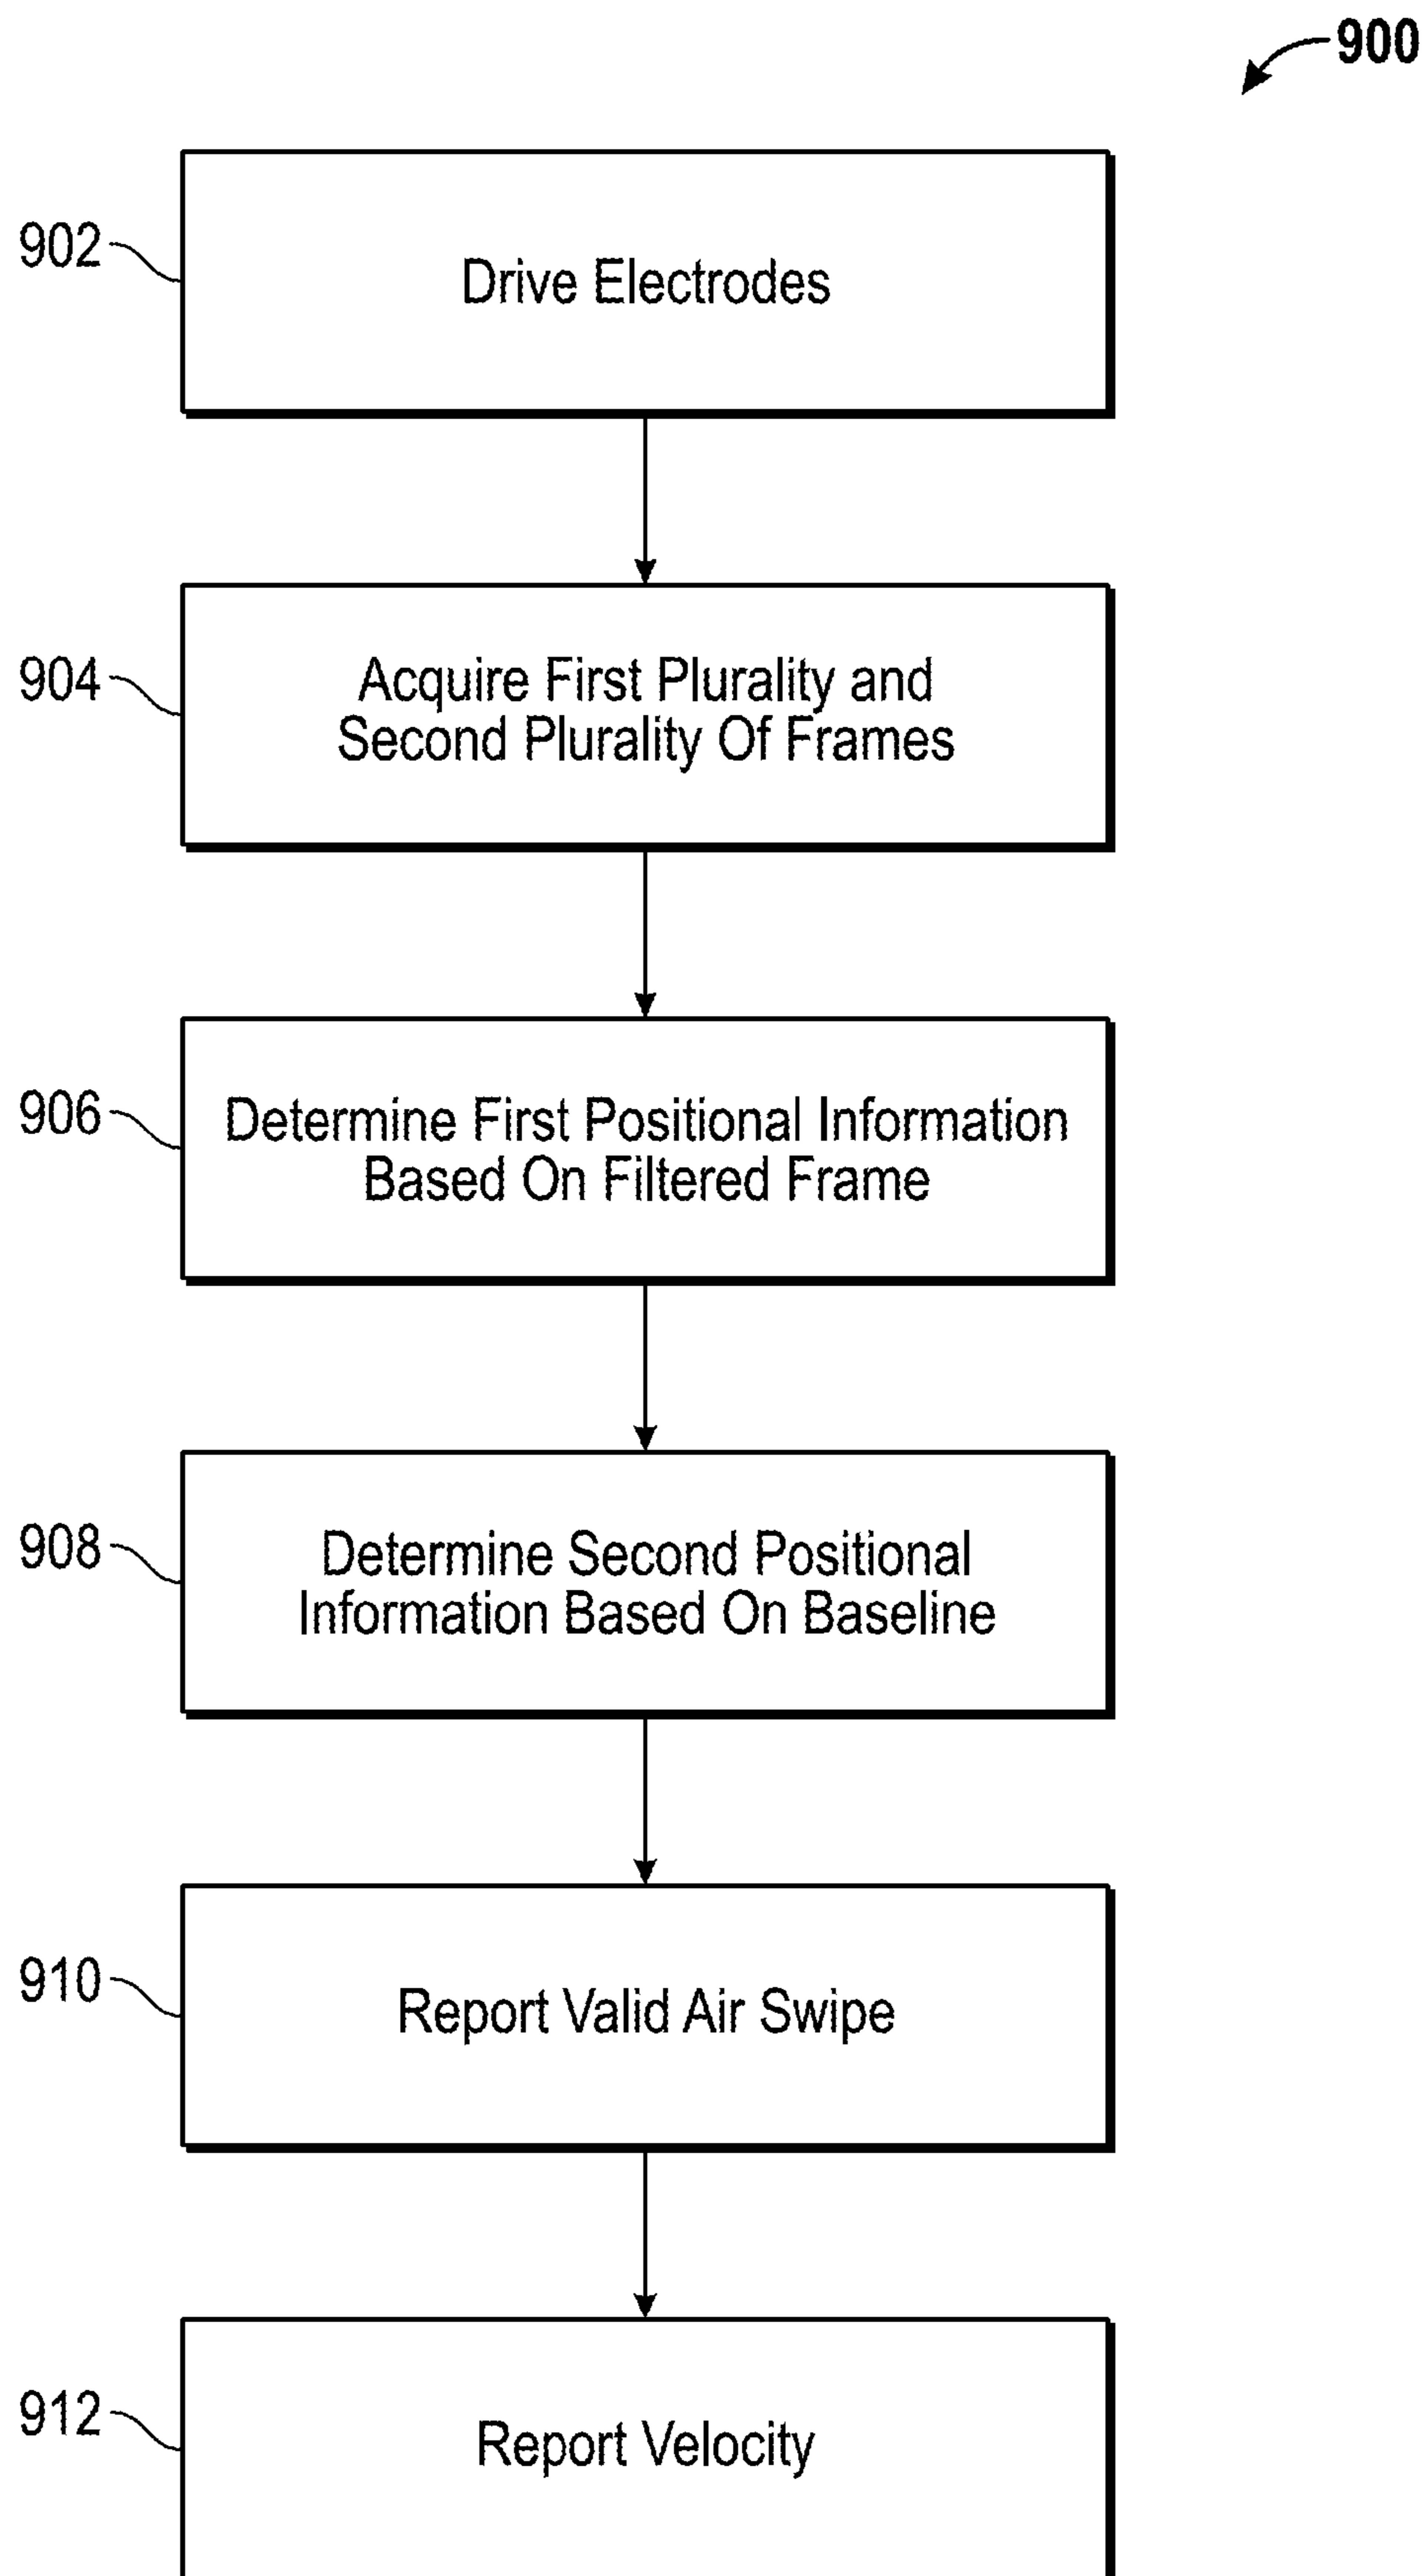 900
902
Drive Electrodes
904
Acquire First Plurality and
Second Plurality Of Frames
906
Determine First Positional Information
Based On Filtered Frame
908
Determine Second Positional
Information Based On Baseline
910
Report Valid Air Swipe
912
Report Velocity